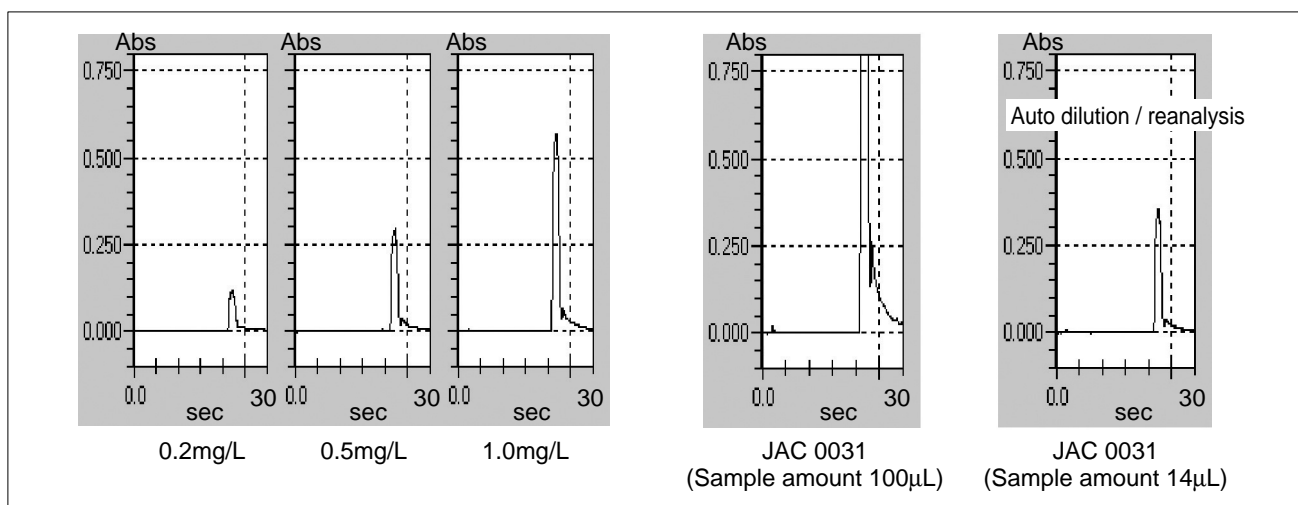 Abs Abs Abs Abs
0.750 0.750
Auto dilution / reanalysis
0.500 0.500 0.500
0.250 0.250 0.250
0.000 0.000 0.000
0.0 30 0.0 30 0.0 30 0.0 30 0.0 30
sec sec sec sec sec
0.2mg/L 0.5mg/L 1.0mg/L JAC 0031 JAC 0031
(Sample amount 100μL) (Sample amount 14μL)